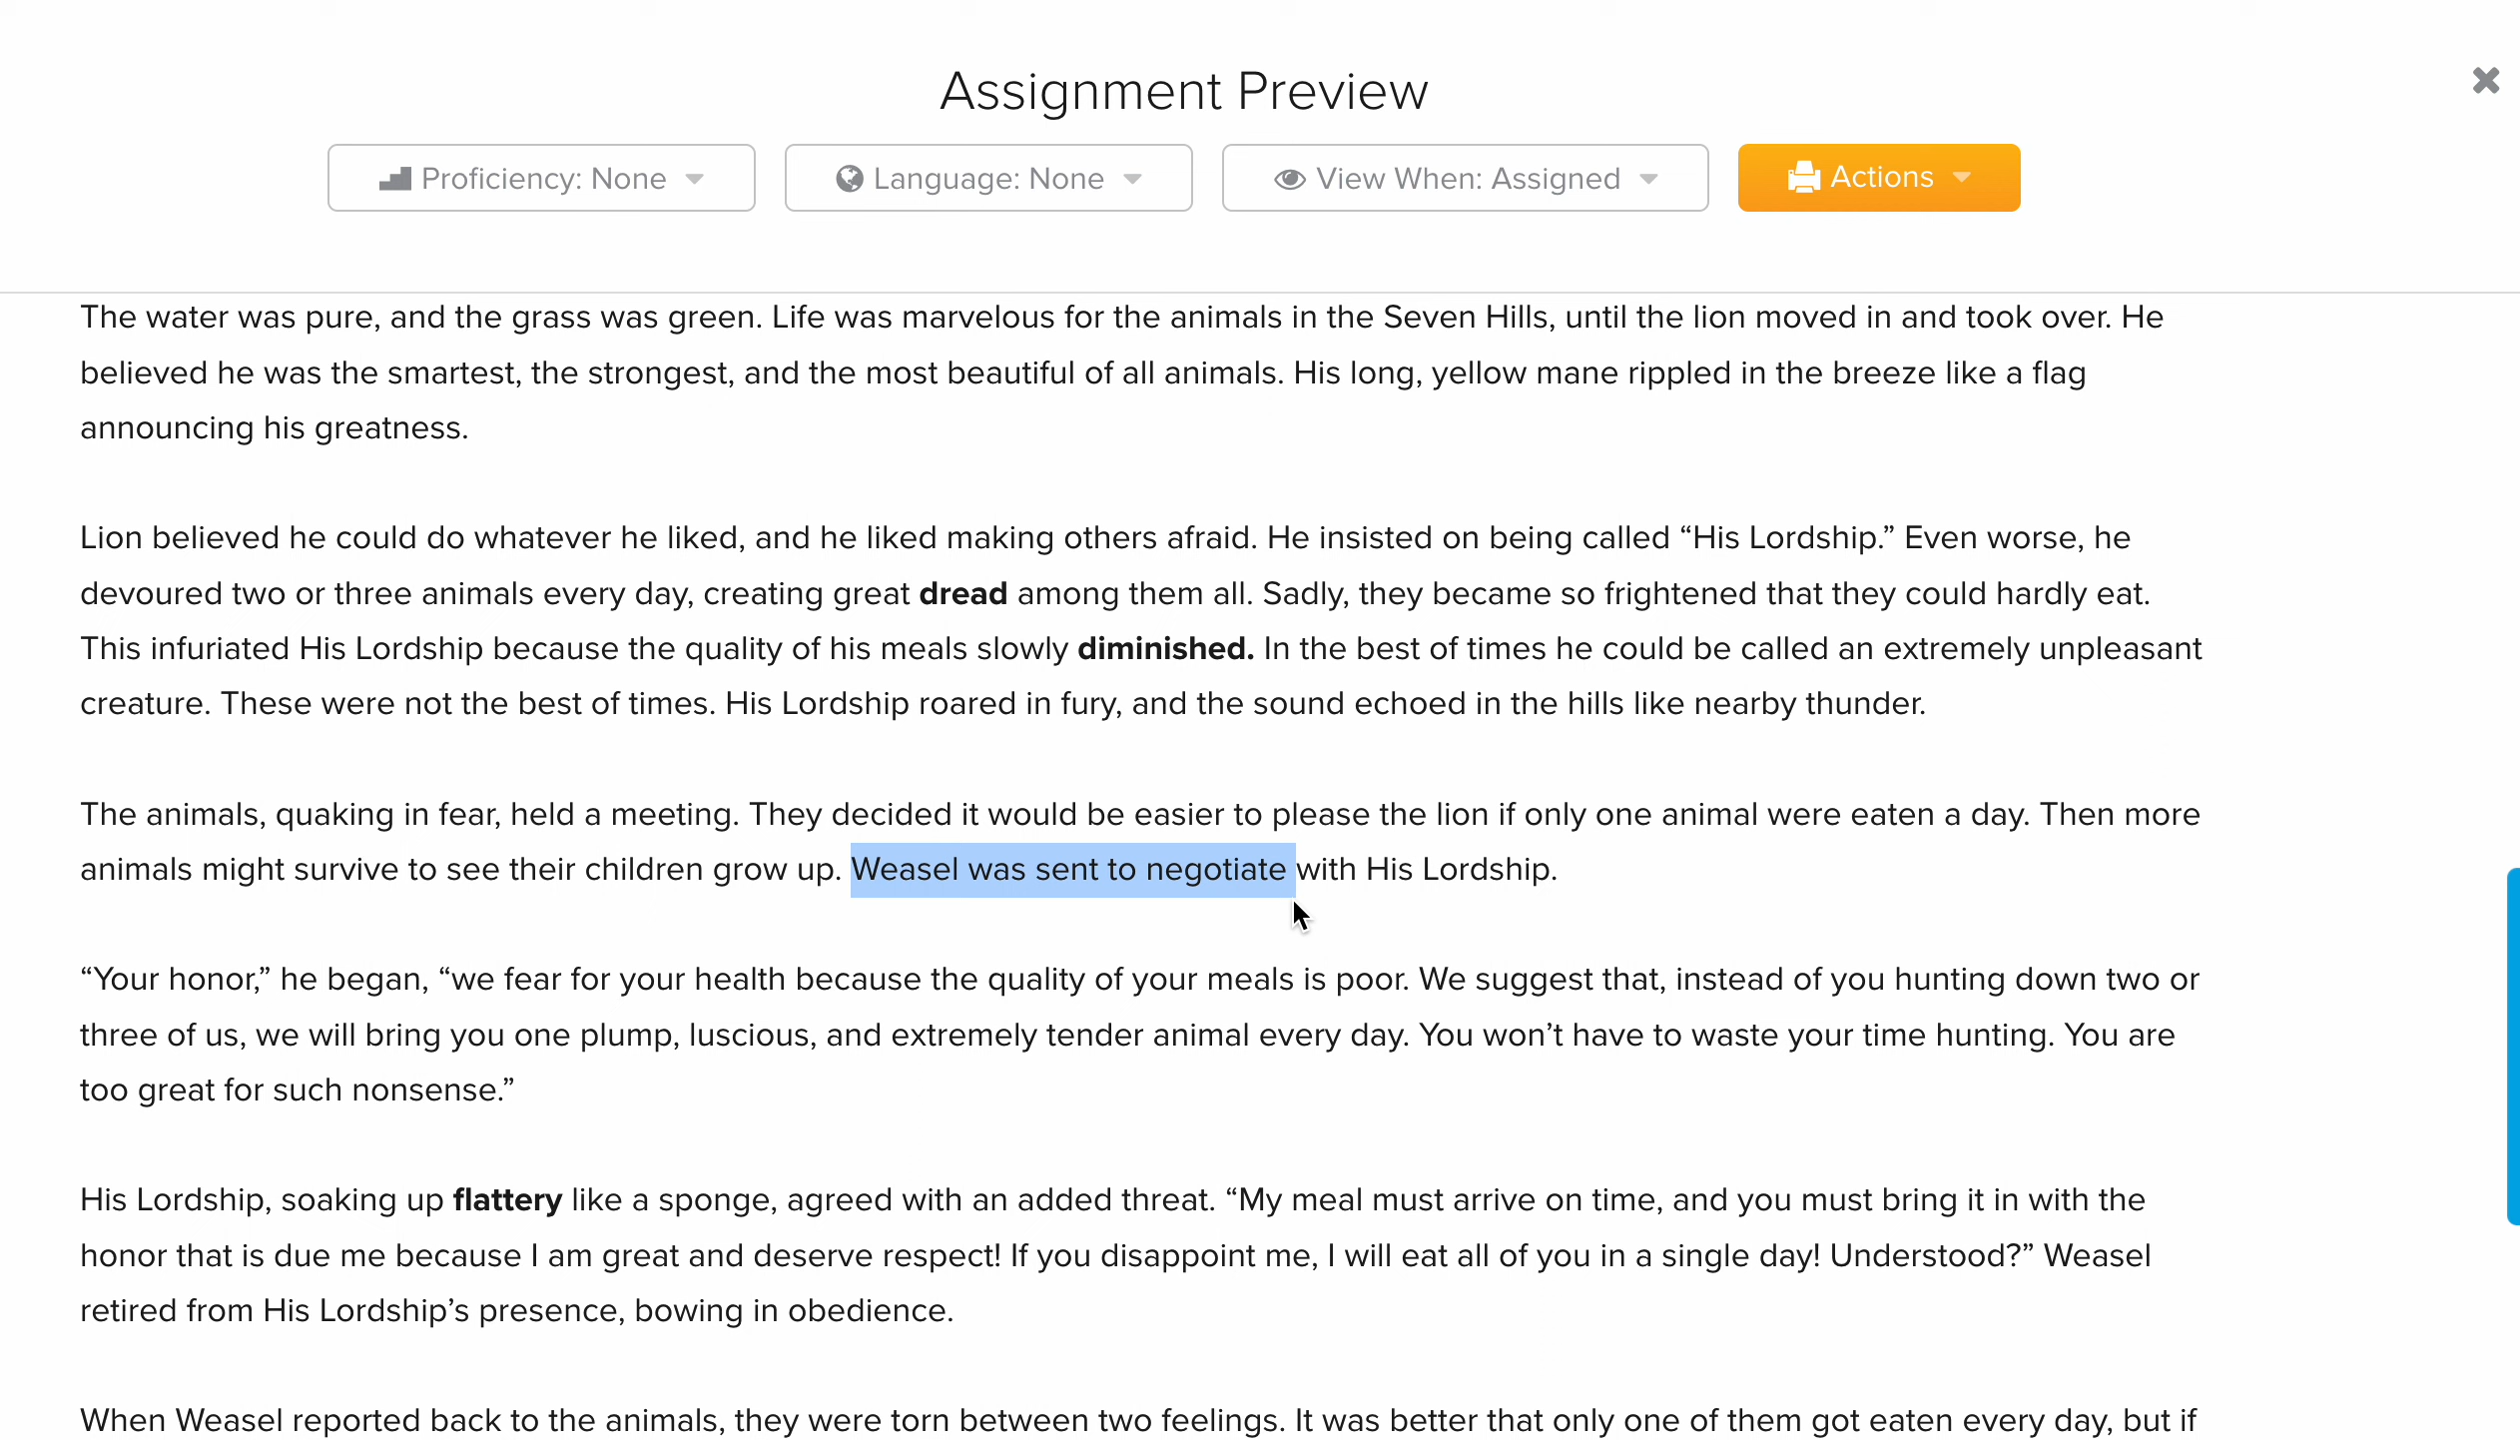 Assignment Preview
Proficiency: None
Language: None
View When: Assigned
Actions
The water was pure, and the grass was green. Life was marvelous for the animals in the Seven Hills, until the lion moved in and took over. He
believed he was the smartest, the strongest, and the most beautiful of all animals. His long, yellow mane rippled in the breeze like a flag
announcing his greatness.
Lion believed he could do whatever he liked, and he liked making others afraid. He insisted on being called “His Lordship.” Even worse, he
devoured two or three animals every day, creating great dread among them all. Sadly, they became so frightened that they could hardly eat.
This infuriated His Lordship because the quality of his meals slowly diminished. In the best of times he could be called an extremely unpleasant
creature. These were not the best of times. His Lordship roared in fury, and the sound echoed in the hills like nearby thunder.
The animals, quaking in fear, held a meeting. They decided it would be easier to please the lion if only one animal were eaten a day. Then more
animals might survive to see their children grow up. Weasel was sent to negotiate with His Lordship.
“Your honor,” he began, “we fear for your health because the quality of your meals is poor. We suggest that, instead of you hunting down two or
three of us, we will bring you one plump, luscious, and extremely tender animal every day. You won’t have to waste your time hunting. You are
too great for such nonsense.”
His Lordship, soaking up flattery like a sponge, agreed with an added threat. “My meal must arrive on time, and you must bring it in with the
honor that is due me because I am great and deserve respect! If you disappoint me, I will eat all of you in a single day! Understood?” Weasel
retired from His Lordship’s presence, bowing in obedience.
When Weasel reported back to the animals, they were torn between two feelings. It was better that only one of them got eaten every day, but if